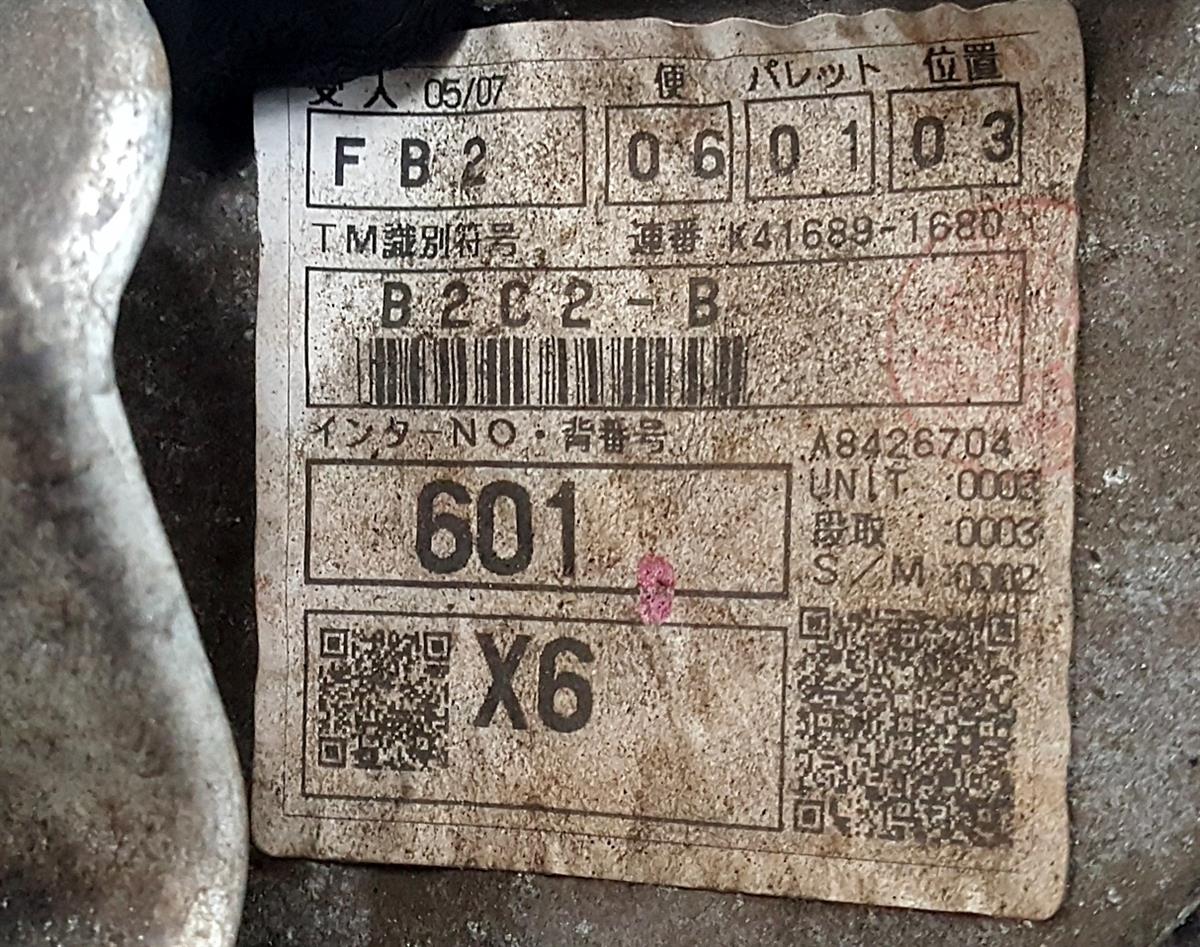 受入 05/07 便 パレット 位置
FB2 06 01 03
TM識別符号 連番 K41689-1680
B2C2-B
インターNO・背番号 A8426704
601 UNIT 0003
段取 0003
S/M 0002
X6